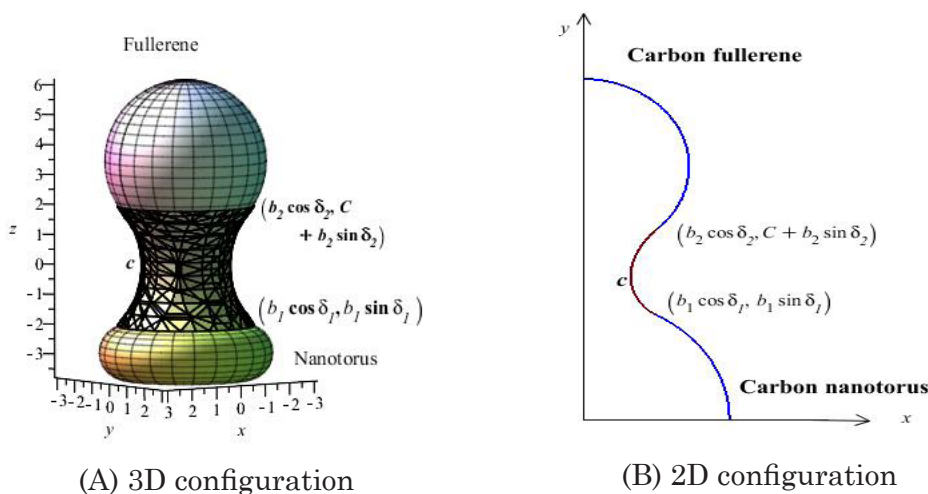 Fullerene
6
5
4
3
2
1
z
0
-1
-2
-3
(b₂ cos δ₂, C
+ b₂ sin δ₂)
c
(b₁ cos δ₁, b₁ sin δ₁)
Nanotorus
-3 -2 -1 0 1 2 3
2 1 0 -1 -2 -3
y
x
(A) 3D configuration
y
Carbon fullerene
(b₂ cos δ₂, C + b₂ sin δ₂)
c
(b₁ cos δ₁, b₁ sin δ₁)
Carbon nanotorus
x
(B) 2D configuration